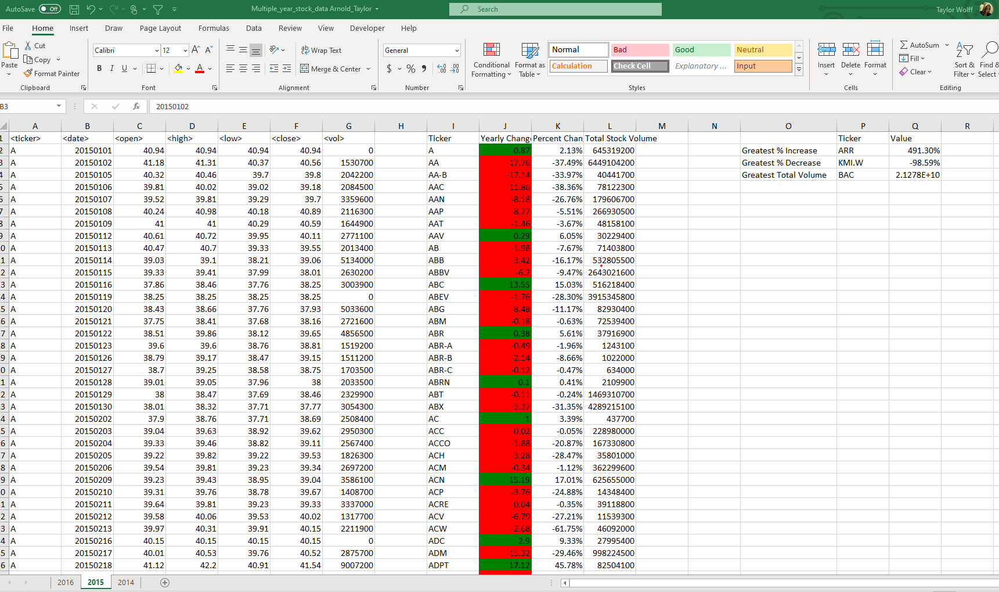 AutoSave Off Multiple_year_stock_data Arnold_Taylor Search Taylor Wolff
File Home Insert Draw Page Layout Formulas Data Review View Developer Help
Paste Cut Copy Format Painter Clipboard
Calibri 12 A A B I U A Font
Wrap Text Merge & Center Alignment
General $ % Number
Conditional Formatting Format as Table Normal Bad Good Neutral Calculation Check Cell Explanatory ... Input Styles
Insert Delete Format Cells
AutoSum Fill Clear Sort & Filter Find & Select Editing
B3 fx 20150102
A B C D E F G H I J K L M N O P Q R
1 <ticker> <date> <open> <high> <low> <close> <vol> Ticker Yearly Chang Percent Chan Total Stock Volume Ticker Value
2 A 20150101 40.94 40.94 40.94 40.94 0 A 0.87 2.13% 645319200 Greatest % Increase ARR 491.30%
3 A 20150102 41.18 41.31 40.37 40.56 1530700 AA -17.76 -37.49% 6449104200 Greatest % Decrease KMI.W -98.59%
4 A 20150105 40.32 40.46 39.7 39.8 2042200 AA-B -17.14 -33.97% 40441700 Greatest Total Volume BAC 2.1278E+10
5 A 20150106 39.81 40.02 39.02 39.18 2084500 AAC -11.86 -38.36% 78122300
6 A 20150107 39.52 39.81 39.29 39.7 3359600 AAN -8.18 -26.76% 179606700
7 A 20150108 40.24 40.98 40.18 40.89 2116300 AAP -8.77 -5.51% 266930500
8 A 20150109 41 41 40.29 40.59 1644900 AAT -1.46 -3.67% 48158100
9 A 20150112 40.61 40.72 39.95 40.11 2771100 AAV 0.29 6.05% 30229400
0 A 20150113 40.47 40.7 39.33 39.55 2013400 AB -1.98 -7.67% 71403800
1 A 20150114 39.03 39.1 38.21 39.06 5134000 ABB -3.42 -16.17% 532805500
2 A 20150115 39.33 39.41 37.99 38.01 2630200 ABBV -6.2 -9.47% 2643021600
3 A 20150116 37.86 38.46 37.76 38.25 3003900 ABC 13.55 15.03% 516218400
4 A 20150119 38.25 38.25 38.25 38.25 0 ABEV -1.76 -28.30% 3915345800
5 A 20150120 38.43 38.66 37.76 37.93 5033600 ABG -8.48 -11.17% 82930400
6 A 20150121 37.75 38.41 37.68 38.16 2721600 ABM -0.18 -0.63% 72539400
7 A 20150122 38.51 39.86 38.12 39.65 4856500 ABR 0.38 5.61% 37916900
8 A 20150123 39.6 39.6 38.76 38.81 1519200 ABR-A -0.49 -1.96% 1243100
9 A 20150126 38.79 39.17 38.47 39.15 1511200 ABR-B -2.14 -8.66% 1022000
0 A 20150127 38.7 39.25 38.58 38.75 1703500 ABR-C -0.12 -0.47% 634000
1 A 20150128 39.01 39.05 37.96 38 2033500 ABRN 0.1 0.41% 2109900
2 A 20150129 38 38.47 37.69 38.46 2329900 ABT -0.11 -0.24% 1469310700
3 A 20150130 38.01 38.32 37.71 37.77 3054300 ABX -3.37 -31.35% 4289215100
4 A 20150202 37.9 38.76 37.71 38.69 2508400 AC 1 3.39% 437700
5 A 20150203 39.04 39.63 38.92 39.62 2950300 ACC -0.02 -0.05% 228980000
6 A 20150204 39.33 39.46 38.82 39.11 2567400 ACCO -1.88 -20.87% 167330800
7 A 20150205 39.22 39.82 39.22 39.53 1826300 ACH -3.28 -28.47% 35801000
8 A 20150206 39.54 39.81 39.23 39.34 2697200 ACM -0.34 -1.12% 362299600
9 A 20150209 39.23 39.43 38.95 39.04 3586100 ACN 15.19 17.01% 625655000
0 A 20150210 39.31 39.76 38.78 39.67 1408700 ACP -3.76 -24.88% 14348400
1 A 20150211 39.64 39.81 39.23 39.33 3337000 ACRE -0.04 -0.35% 39118800
2 A 20150212 39.58 40.06 39.53 40.02 1317700 ACV -6.79 -27.21% 11539300
3 A 20150213 39.97 40.31 39.91 40.15 2211900 ACW -2.68 -61.75% 46092000
4 A 20150216 40.15 40.15 40.15 40.15 0 ADC 2.9 9.33% 27995400
5 A 20150217 40.01 40.53 39.76 40.52 2875700 ADM -15.32 -29.46% 998224500
6 A 20150218 41.12 42.2 40.91 41.54 9007200 ADPT 17.12 45.78% 82504100
2016 2015 2014